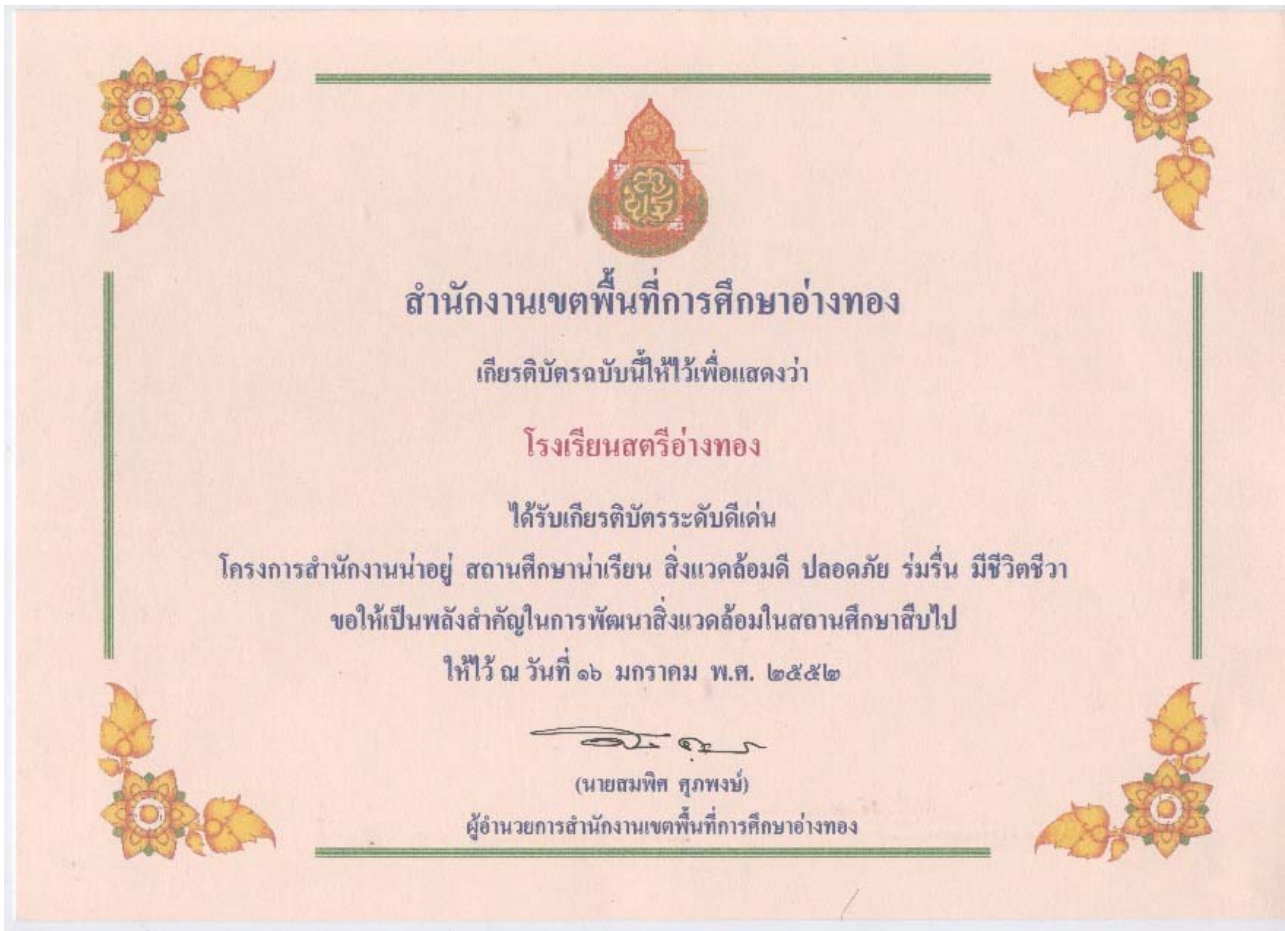 สำนักงานเขตพื้นที่การศึกษาอ่างทอง
เกียรติบัตรฉบับนี้ให้ไว้เพื่อแสดงว่า
โรงเรียนสตรีอ่างทอง
ได้รับเกียรติบัตรระดับดีเด่น
โครงการสำนักงานน่าอยู่ สถานศึกษาน่าเรียน สิ่งแวดล้อมดี ปลอดภัย ร่มรื่น มีชีวิตชีวา
ขอให้เป็นพลังสำคัญในการพัฒนาสิ่งแวดล้อมในสถานศึกษาสืบไป
ให้ไว้ ณ วันที่ ๑๖ มกราคม พ.ศ. ๒๕๕๒
(นายสมพิศ ศุภพงษ์)
ผู้อำนวยการสำนักงานเขตพื้นที่การศึกษาอ่างทอง